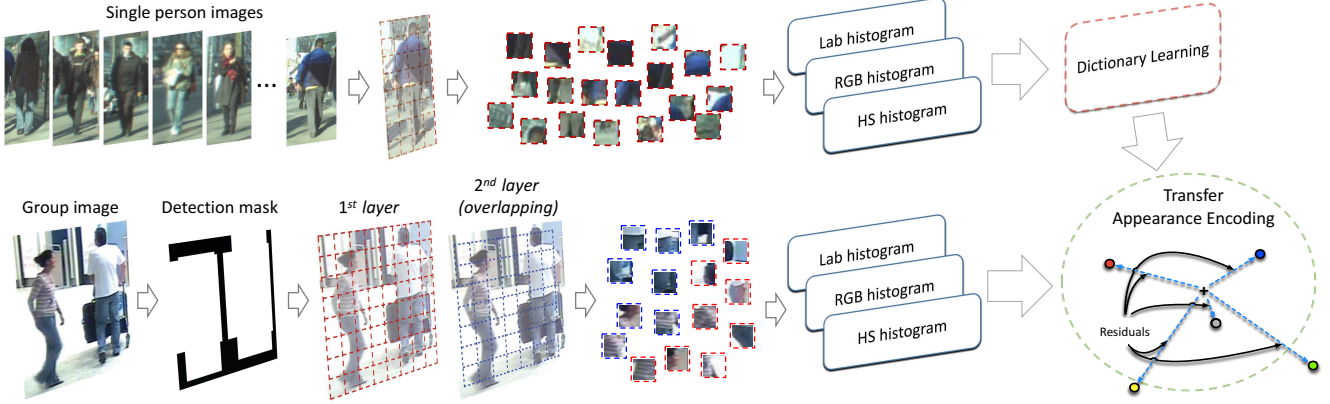 Single person images
...
Lab histogram
RGB histogram
HS histogram
Dictionary Learning
Group image
Detection mask
1st layer
2nd layer
(overlapping)
Lab histogram
RGB histogram
HS histogram
Transfer
Appearance Encoding
+
Residuals